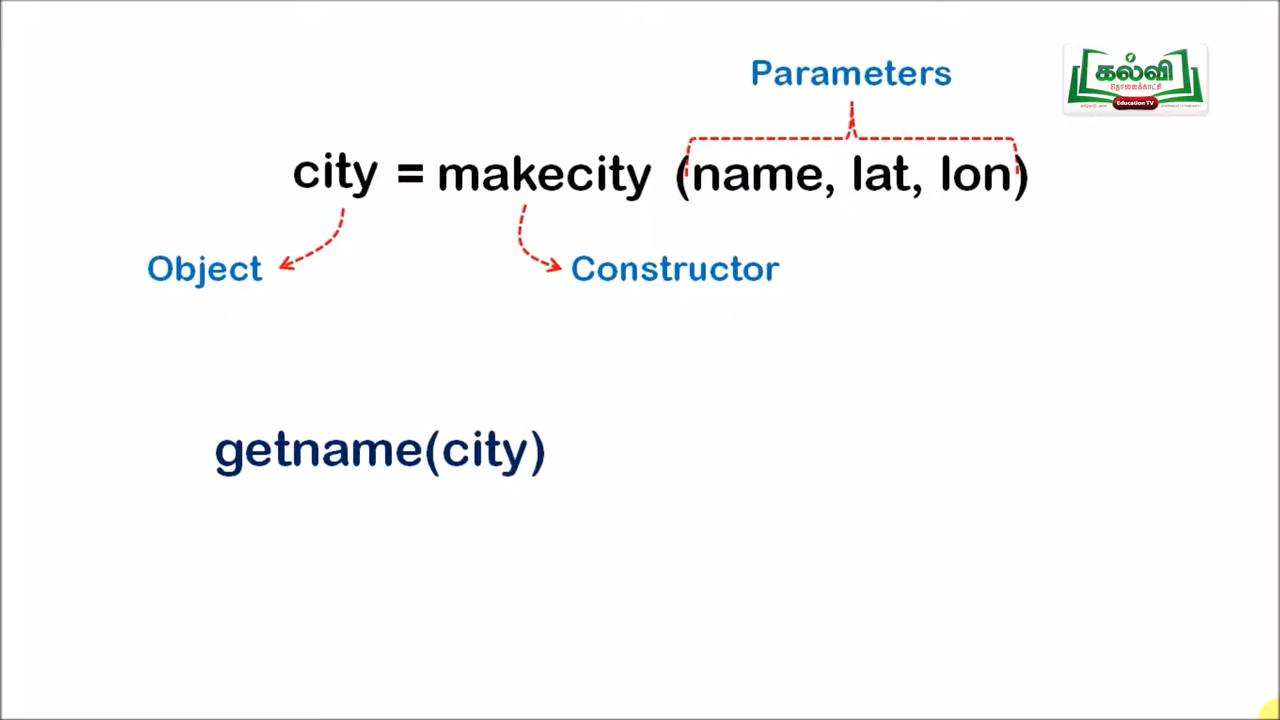 Parameters
கல்வி
தொலைக்காட்சி
Education TV
city = makecity (name, lat, lon)
Object
Constructor
getname(city)